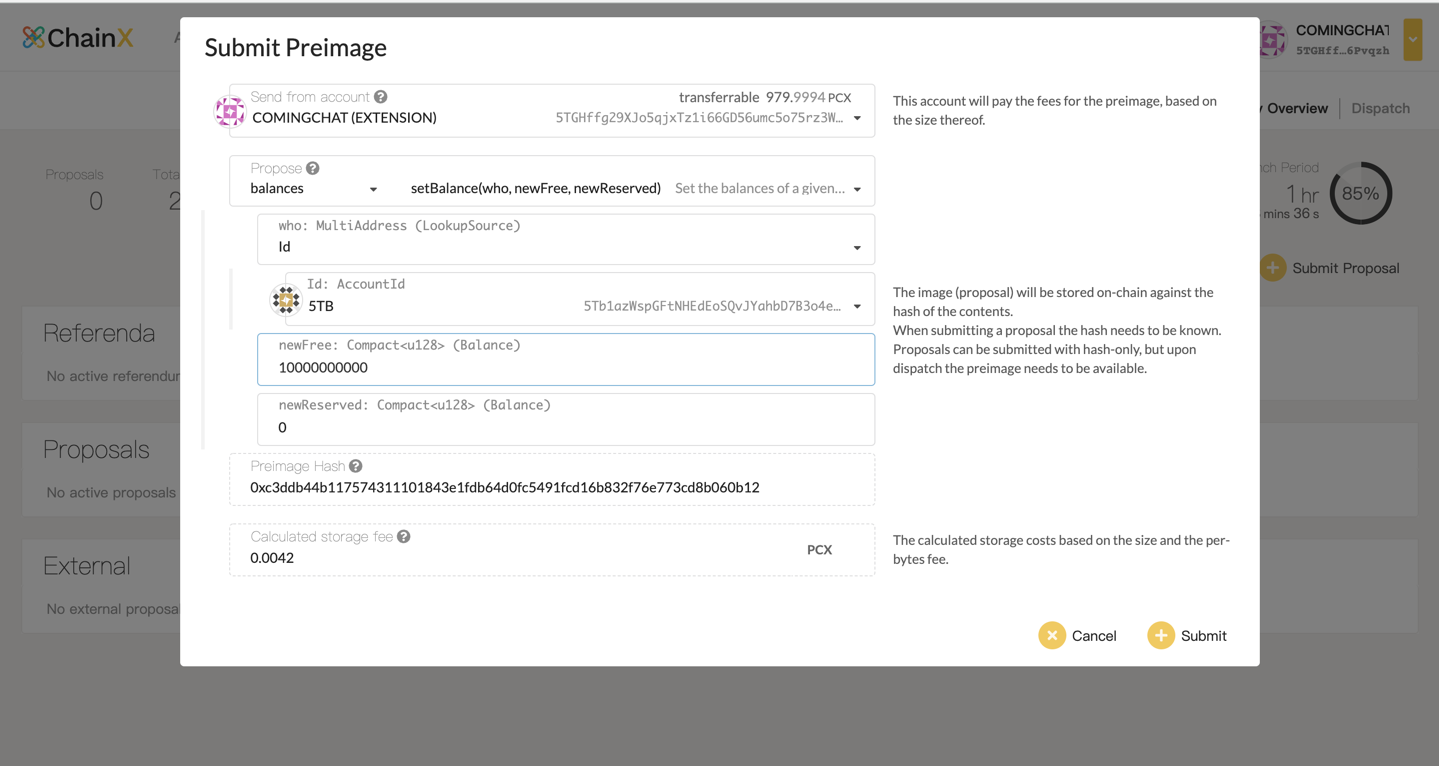 ChainX
COMINGCHAT
5TGHff…6Pvqzh
Submit Preimage
Send from account
transferrable 979.9994 PCX
COMINGCHAT (EXTENSION)
5TGHffg29XJo5qjxTz1i66GD56umc5o75rz3W…
This account will pay the fees for the preimage, based on
the size thereof.
Overview
Dispatch
Propose
balances
setBalance(who, newFree, newReserved) Set the balances of a given…
who: MultiAddress (LookupSource)
Id
Id: AccountId
5TB
5Tb1azWspGFtNHEdEoSQvJYahbD7B3o4e…
newFree: Compact<u128> (Balance)
10000000000
newReserved: Compact<u128> (Balance)
0
The image (proposal) will be stored on-chain against the
hash of the contents.
When submitting a proposal the hash needs to be known.
Proposals can be submitted with hash-only, but upon
dispatch the preimage needs to be available.
Preimage Hash
0xc3ddb44b117574311101843e1fdb64d0fc5491fcd16b832f76e773cd8b060b12
Calculated storage fee
0.0042
PCX
The calculated storage costs based on the size and the per-
bytes fee.
Cancel
Submit
Proposals
0
Tota
2
Period
1 hr
mins 36 s
85%
Submit Proposal
Referenda
No active referendu
Proposals
No active proposals
External
No external proposa